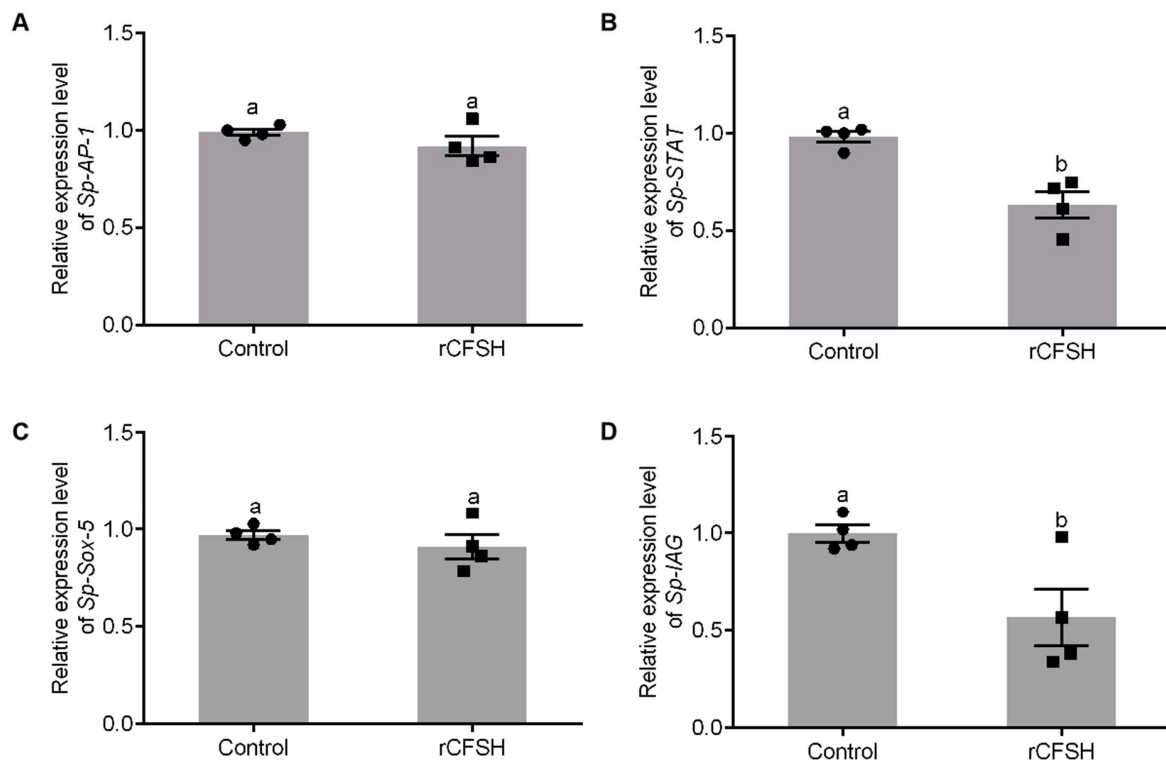 A
Relative expression level
of Sp-AP-1
1.5
1.0
0.5
0.0
a
a
Control
rCFSH
B
Relative expression level
of Sp-STAT
1.5
1.0
0.5
0.0
a
b
Control
rCFSH
C
Relative expression level
of Sp-Sox-5
1.5
1.0
0.5
0.0
a
a
Control
rCFSH
D
Relative expression level
of Sp-IAG
1.5
1.0
0.5
0.0
a
b
Control
rCFSH